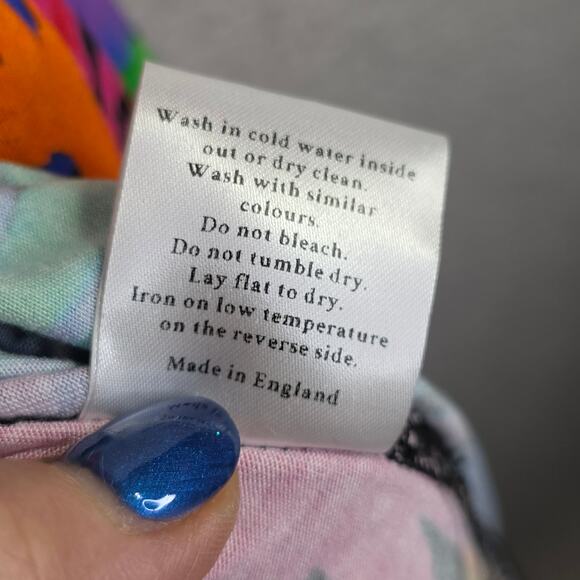 Wash in cold water inside
out or dry clean.
Wash with similar
colours.
Do not bleach.
Do not tumble dry.
Lay flat to dry.
Iron on low temperature
on the reverse side.
Made in England